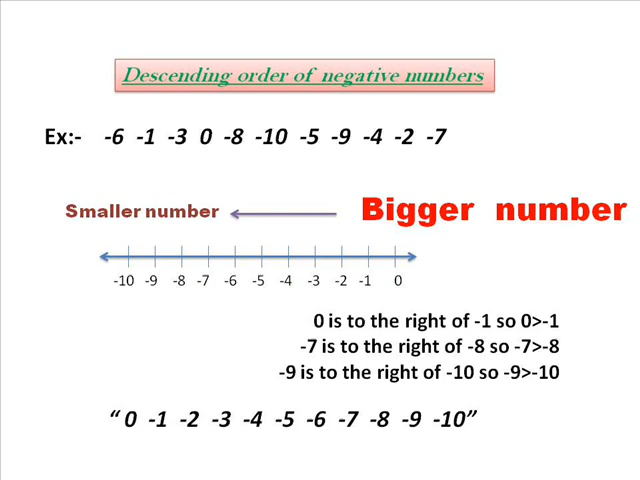 Descending order of negative numbers
Ex:- -6 -1 -3 0 -8 -10 -5 -9 -4 -2 -7
Smaller number Bigger number
-10 -9 -8 -7 -6 -5 -4 -3 -2 -1 0
0 is to the right of -1 so 0>-1
-7 is to the right of -8 so -7>-8
-9 is to the right of -10 so -9>-10
“ 0 -1 -2 -3 -4 -5 -6 -7 -8 -9 -10”